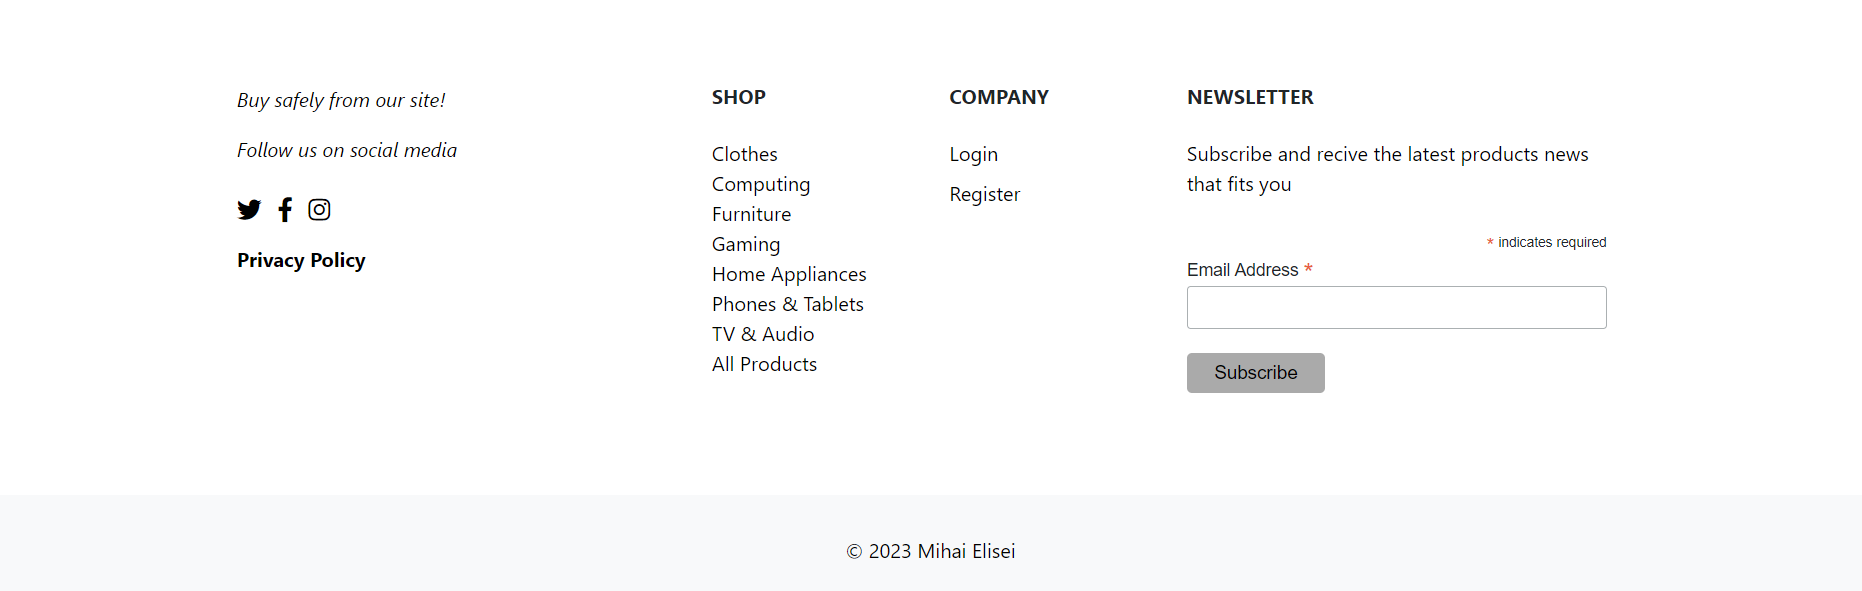 Buy safely from our site!
Follow us on social media
Privacy Policy
SHOP
Clothes
Computing
Furniture
Gaming
Home Appliances
Phones & Tablets
TV & Audio
All Products
COMPANY
Login
Register
NEWSLETTER
Subscribe and recive the latest products news
that fits you
* indicates required
Email Address *
Subscribe
© 2023 Mihai Elisei